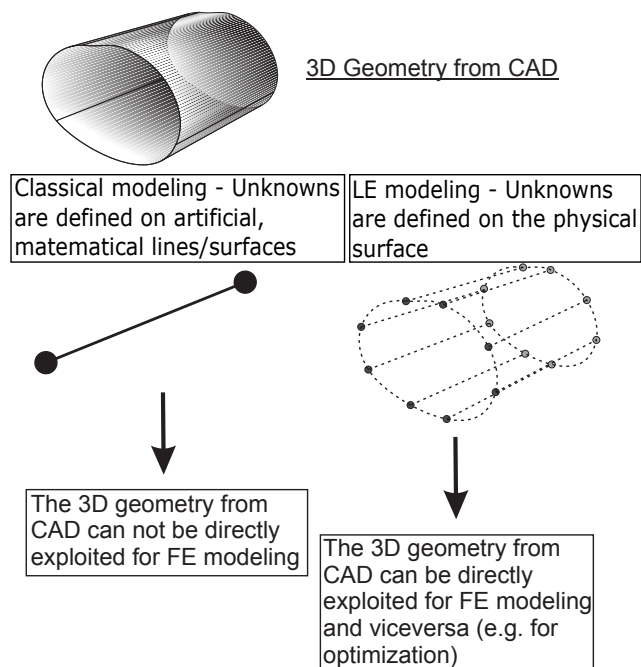 3D Geometry from CAD
Classical modeling - Unknowns
are defined on artificial,
matematical lines/surfaces
LE modeling - Unknowns
are defined on the physical
surface
The 3D geometry from
CAD can not be directly
exploited for FE modeling
The 3D geometry from
CAD can be directly
exploited for FE modeling
and viceversa (e.g. for
optimization)